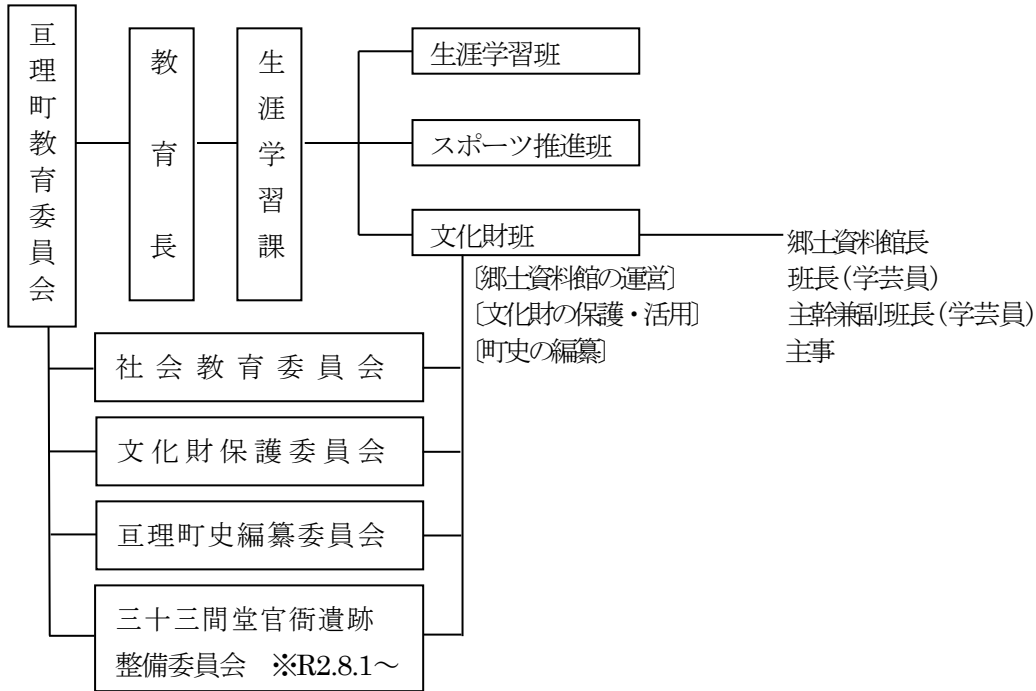 亘理町教育委員会
教育長
生涯学習課
生涯学習班
スポーツ推進班
文化財班
〔郷土資料館の運営〕
〔文化財の保護・活用〕
〔町史の編纂〕
郷土資料館長
班長(学芸員)
主幹兼副班長(学芸員)
主事
社会教育委員会
文化財保護委員会
亘理町史編纂委員会
三十三間堂官衙遺跡
整備委員会 ※R2.8.1～